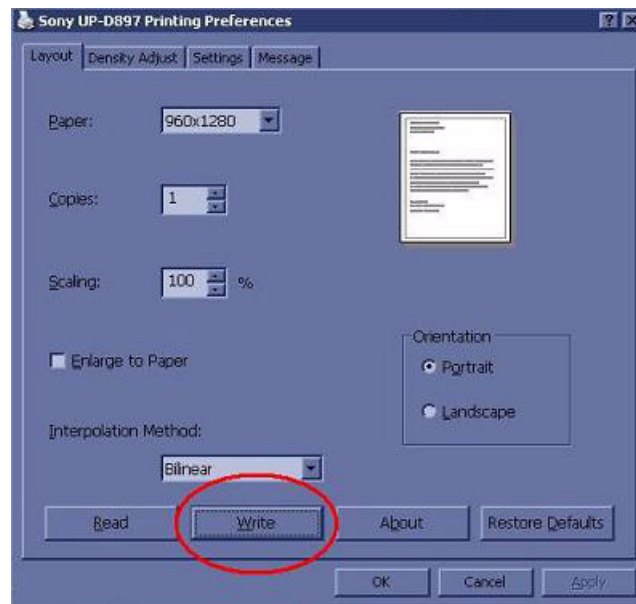 Sony UP-D897 Printing Preferences
Layout Density Adjust Settings Message
Paper: 960x1280
Copies: 1
Scaling: 100 %
Enlarge to Paper
Orientation
Portrait
Landscape
Interpolation Method:
Bilinear
Read Write About Restore Defaults
OK Cancel Apply